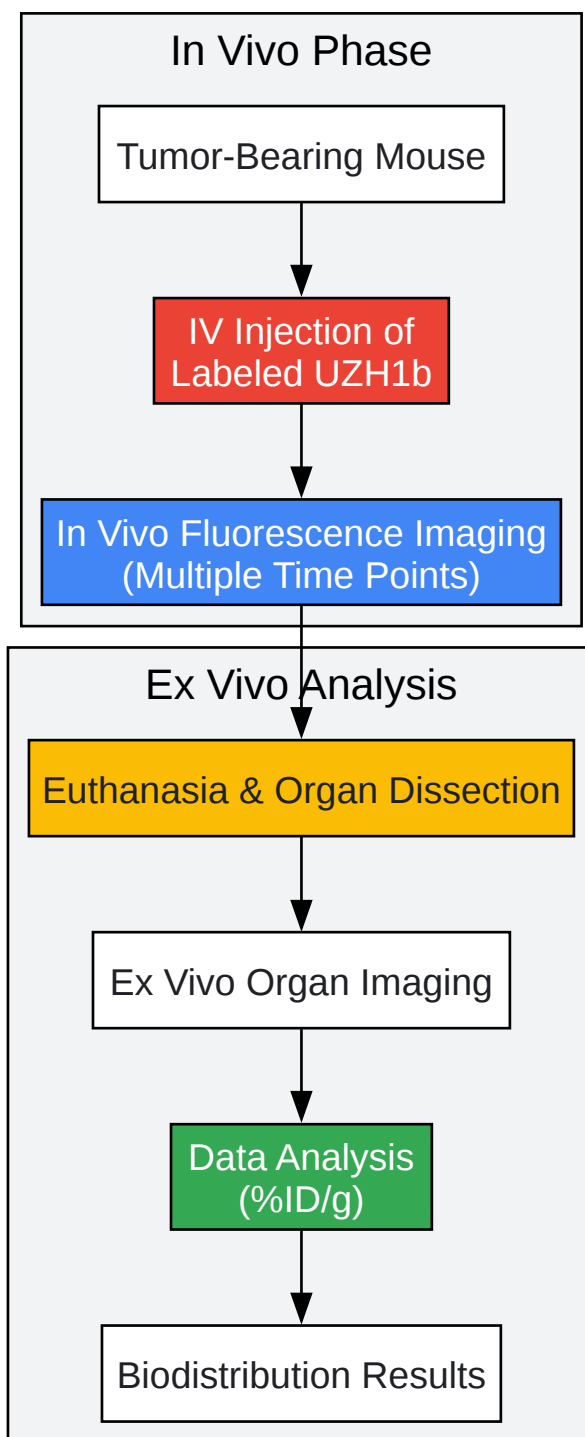 In Vivo Phase
Tumor-Bearing Mouse
IV Injection of
Labeled UZH1b
In Vivo Fluorescence Imaging
(Multiple Time Points)
Ex Vivo Analysis
Euthanasia & Organ Dissection
Ex Vivo Organ Imaging
Data Analysis
(%ID/g)
Biodistribution Results